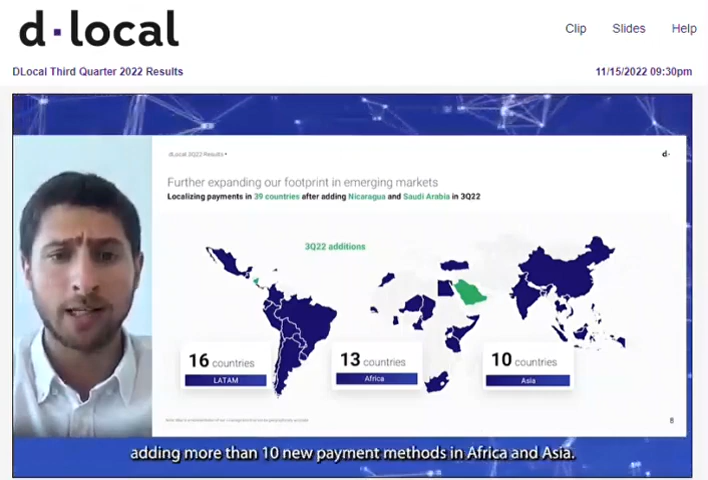 d·local
Clip Slides Help
DLocal Third Quarter 2022 Results 11/15/2022 09:30pm
dLocal 3Q22 Results
d·
Further expanding our footprint in emerging markets
Localizing payments in 39 countries after adding Nicaragua and Saudi Arabia in 3Q22
3Q22 additions
16 countries
LATAM
13 countries
Africa
10 countries
Asia
adding more than 10 new payment methods in Africa and Asia.